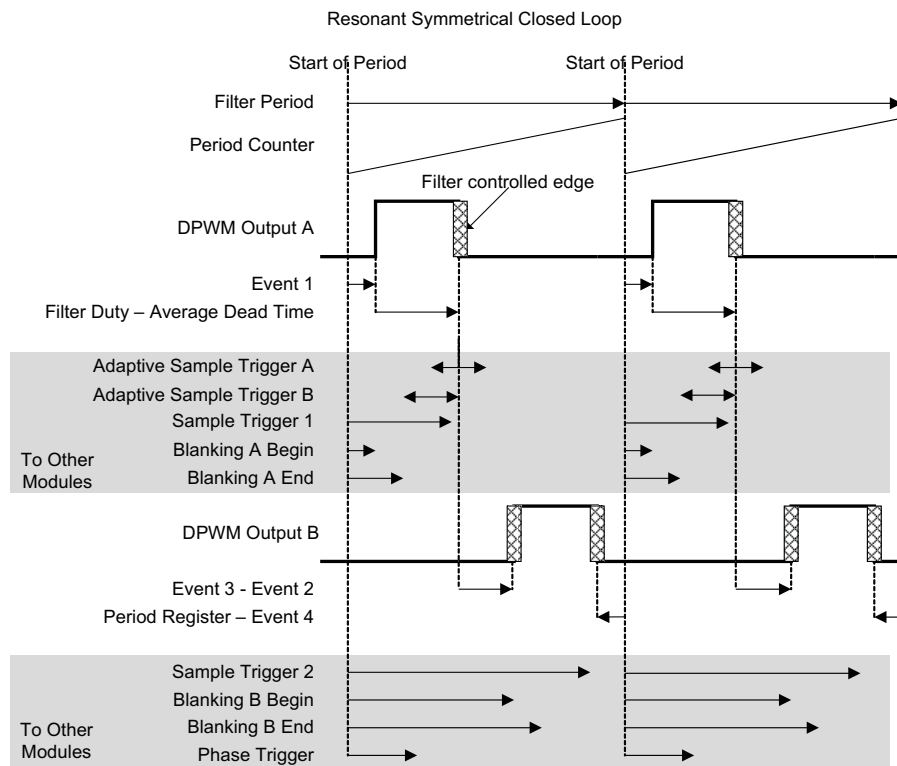 Resonant Symmetrical Closed Loop
Start of Period
Start of Period
Filter Period
Period Counter
Filter controlled edge
DPWM Output A
Event 1
Filter Duty – Average Dead Time
Adaptive Sample Trigger A
Adaptive Sample Trigger B
Sample Trigger 1
Blanking A Begin
Blanking A End
To Other
Modules
DPWM Output B
Event 3 - Event 2
Period Register – Event 4
Sample Trigger 2
Blanking B Begin
Blanking B End
Phase Trigger
To Other
Modules